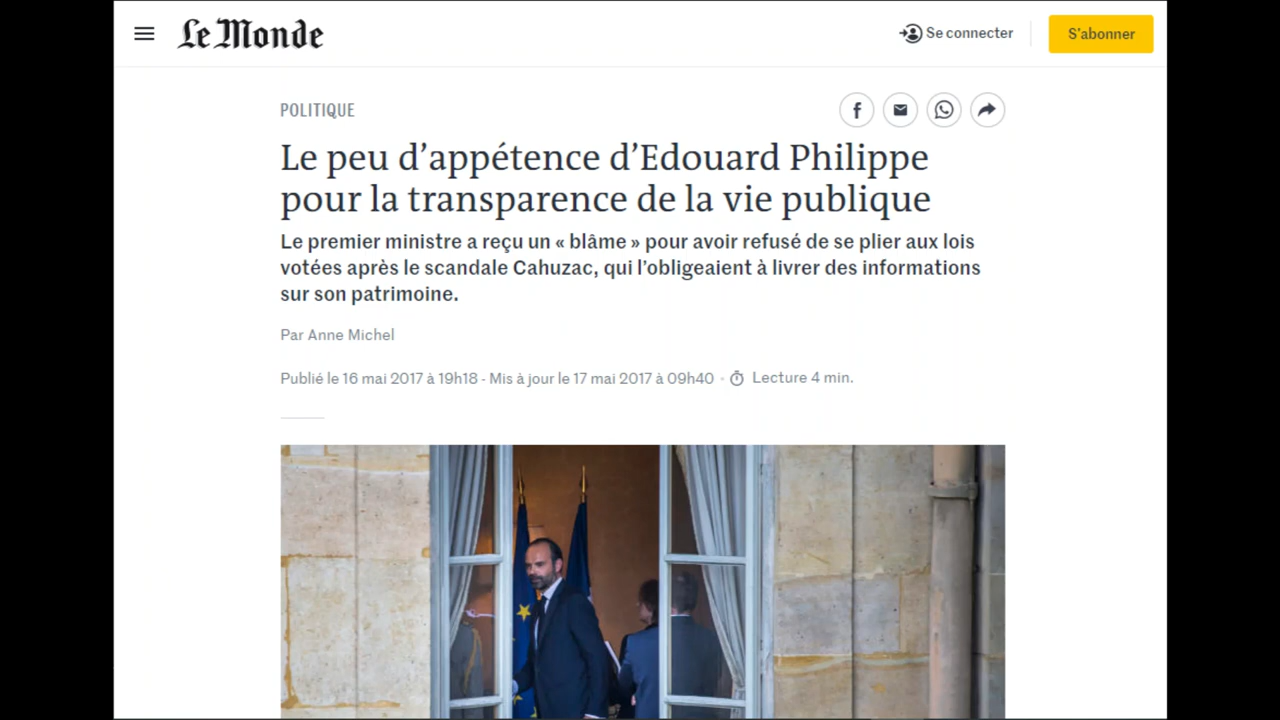 Le Monde
Se connecter
S'abonner
POLITIQUE
Le peu d'appétence d'Edouard Philippe
pour la transparence de la vie publique
Le premier ministre a reçu un « blâme » pour avoir refusé de se plier aux lois
votées après le scandale Cahuzac, qui l'obligeaient à livrer des informations
sur son patrimoine.
Par Anne Michel
Publié le 16 mai 2017 à 19h18 - Mis à jour le 17 mai 2017 à 09h40 • Lecture 4 min.